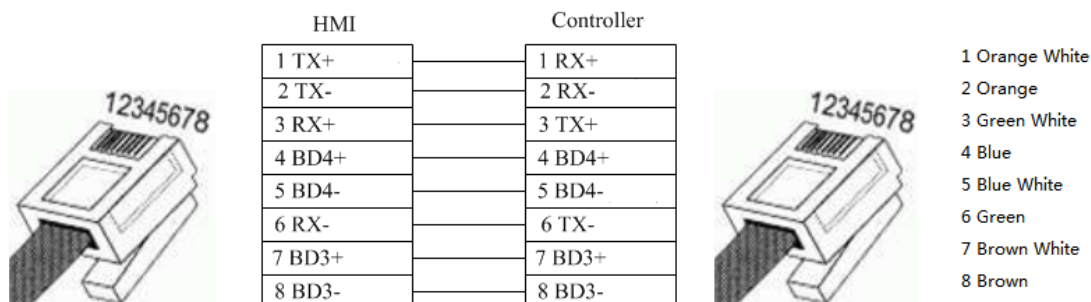 HMI
Controller
12345678
1 TX+
1 RX+
2 TX-
2 RX-
3 RX+
3 TX+
4 BD4+
4 BD4+
5 BD4-
5 BD4-
6 RX-
6 TX-
7 BD3+
7 BD3+
8 BD3-
8 BD3-
12345678
1 Orange White
2 Orange
3 Green White
4 Blue
5 Blue White
6 Green
7 Brown White
8 Brown